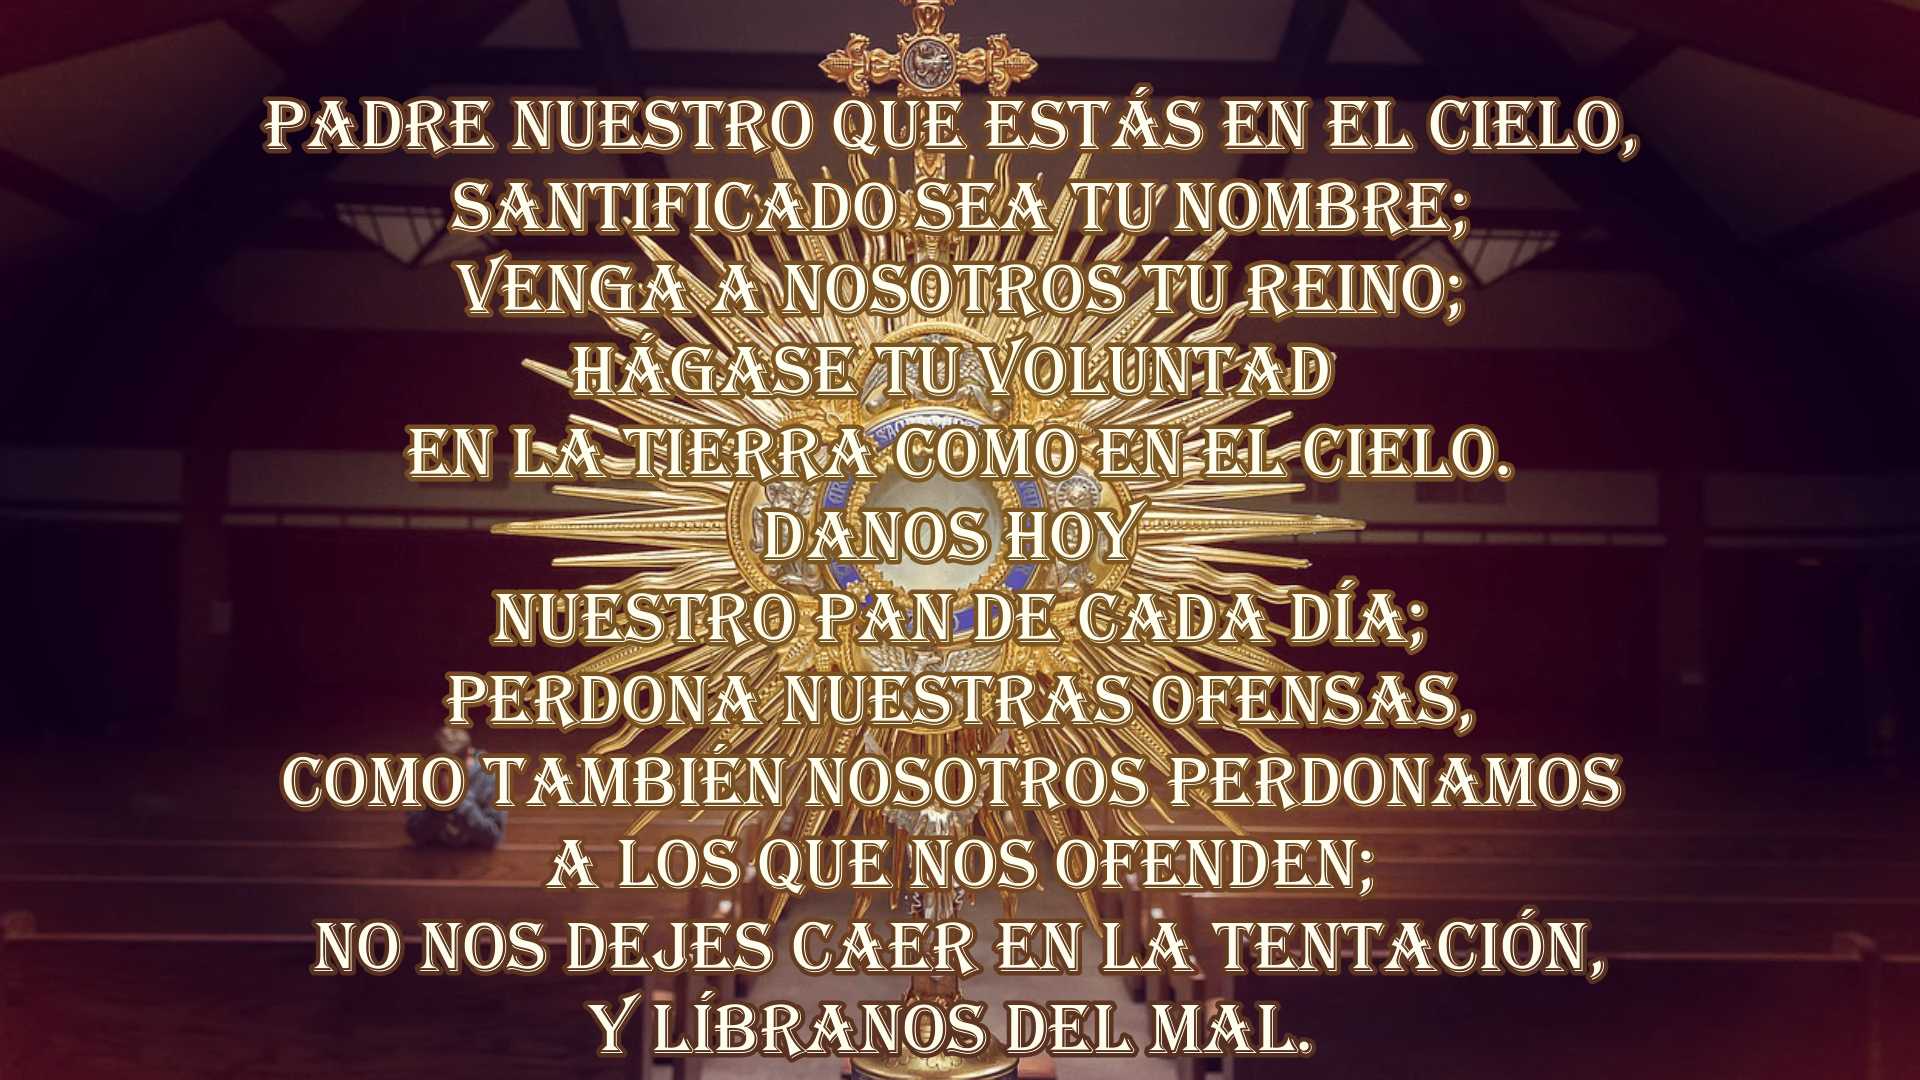 PADRE NUESTRO QUE ESTÁS EN EL CIELO,
SANTIFICADO SEA TU NOMBRE;
VENGA A NOSOTROS TU REINO;
HÁGASE TU VOLUNTAD
EN LA TIERRA COMO EN EL CIELO.
DANOS HOY
NUESTRO PAN DE CADA DÍA;
PERDONA NUESTRAS OFENSAS,
COMO TAMBIÉN NOSOTROS PERDONAMOS
A LOS QUE NOS OFENDEN;
NO NOS DEJES CAER EN LA TENTACIÓN,
Y LÍBRANOS DEL MAL.